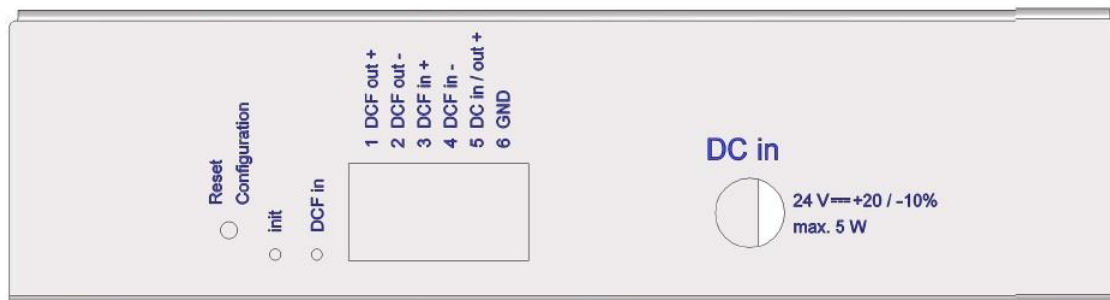 Reset
Configuration
init
DCF in
1 DCF out +
2 DCF out -
3 DCF in +
4 DCF in -
5 DC in / out +
6 GND
DC in
24 V⎓+20 / -10%
max. 5 W